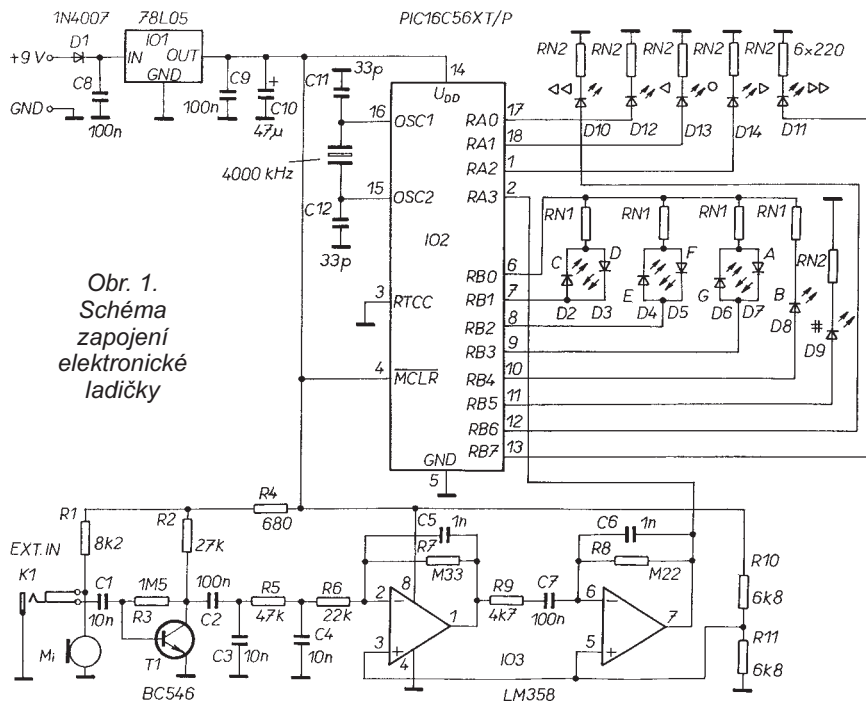 1N4007
78L05
PIC16C56XT/P
D1
IO1
+9 V
IN
OUT
GND
C8
100n
GND
C9
100n
+
C10
47µ
C11
33p
14
UDD
16
OSC1
4000 kHz
15
OSC2
C12
33p
IO2
3
RTCC
4
MCLR
GND
5
RA0
17
RA1
18
RA2
1
RA3
2
RB0
6
RB1
7
RB2
8
RB3
9
RB4
10
RB5
11
RB6
12
RB7
13
RN2
RN2
RN2
RN2
6x220
D10
D12
D13
D14
D11
RN1
RN1
RN1
RN1
RN2
C
D
E
F
G
A
B
#
D2
D3
D4
D5
D6
D7
D8
D9
Obr. 1.
Schéma
zapojení
elektronické
ladičky
R4
680
R1
8k2
R2
27k
EXT. IN
K1
C1
10n
1M5
R3
T1
BC546
Mi
100n
C2
R5
47k
C3
10n
R6
22k
C4
10n
C5
1n
R7
M33
8
2
−
3
+
4
1
R9
4k7
C7
100n
C6
1n
R8
M22
6
−
5
+
7
IO3
LM358
R10
6k8
R11
6k8